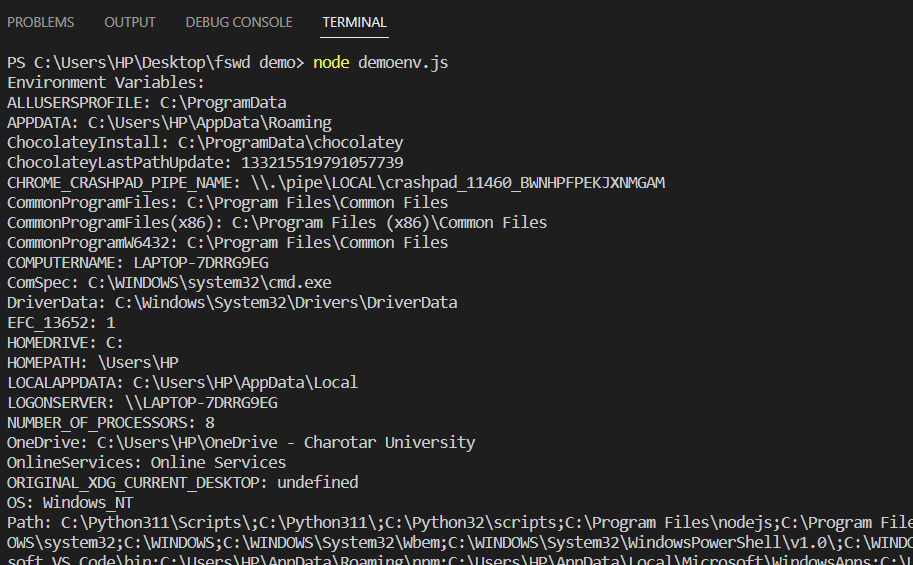 PROBLEMS OUTPUT DEBUG CONSOLE TERMINAL
PS C:\Users\HP\Desktop\fswd demo> node demoenv.js
Environment Variables:
ALLUSERSPROFILE: C:\ProgramData
APPDATA: C:\Users\HP\AppData\Roaming
ChocolateyInstall: C:\ProgramData\chocolatey
ChocolateyLastPathUpdate: 133215519791057739
CHROME_CRASHPAD_PIPE_NAME: \\.\pipe\LOCAL\crashpad_11460_BWNHPFPEKJXNMGAM
CommonProgramFiles: C:\Program Files\Common Files
CommonProgramFiles(x86): C:\Program Files (x86)\Common Files
CommonProgramW6432: C:\Program Files\Common Files
COMPUTERNAME: LAPTOP-7DRRG9EG
ComSpec: C:\WINDOWS\system32\cmd.exe
DriverData: C:\Windows\System32\Drivers\DriverData
EFC_13652: 1
HOMEDRIVE: C:
HOMEPATH: \Users\HP
LOCALAPPDATA: C:\Users\HP\AppData\Local
LOGONSERVER: \\LAPTOP-7DRRG9EG
NUMBER_OF_PROCESSORS: 8
OneDrive: C:\Users\HP\OneDrive - Charotar University
OnlineServices: Online Services
ORIGINAL_XDG_CURRENT_DESKTOP: undefined
OS: Windows_NT
Path: C:\Python311\Scripts\;C:\Python311\;C:\Python32\scripts;C:\Program Files\nodejs;C:\Program File
OWS\system32;C:\WINDOWS;C:\WINDOWS\System32\Wbem;C:\WINDOWS\System32\WindowsPowerShell\v1.0\;C:\WINDO
soft VS Code\bin;C:\Users\HP\AppData\Roaming\npm;C:\Users\HP\AppData\Local\Microsoft\WindowsApps;C:\U